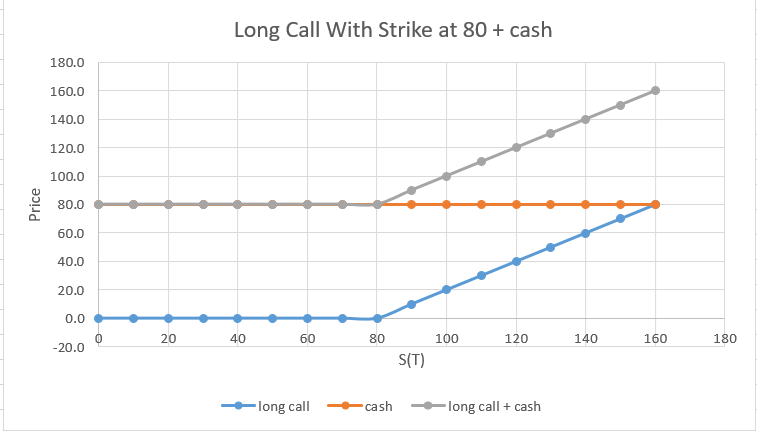 Long Call With Strike at 80 + cash
180.0
160.0
140.0
120.0
100.0
80.0
60.0
40.0
20.0
0.0
-20.0
Price
0 20 40 60 80 100 120 140 160 180
S(T)
long call cash long call + cash